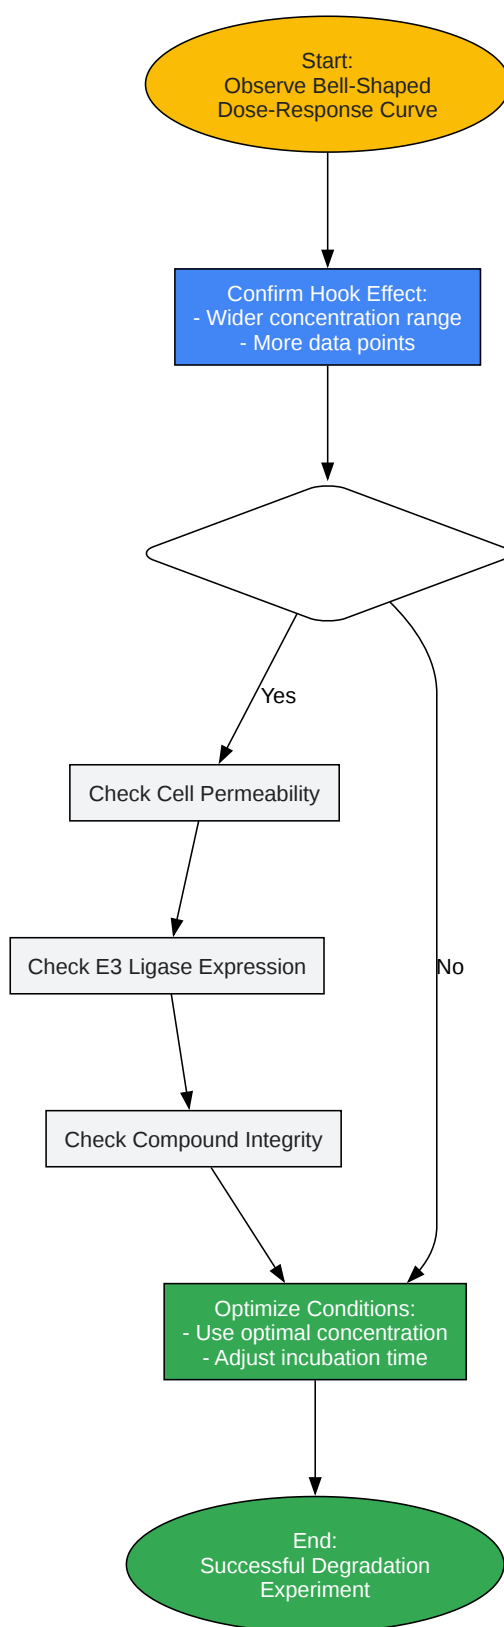 Start:
Observe Bell-Shaped
Dose-Response Curve
Confirm Hook Effect:
- Wider concentration range
- More data points
Yes
Check Cell Permeability
Check E3 Ligase Expression
No
Check Compound Integrity
Optimize Conditions:
- Use optimal concentration
- Adjust incubation time
End:
Successful Degradation
Experiment